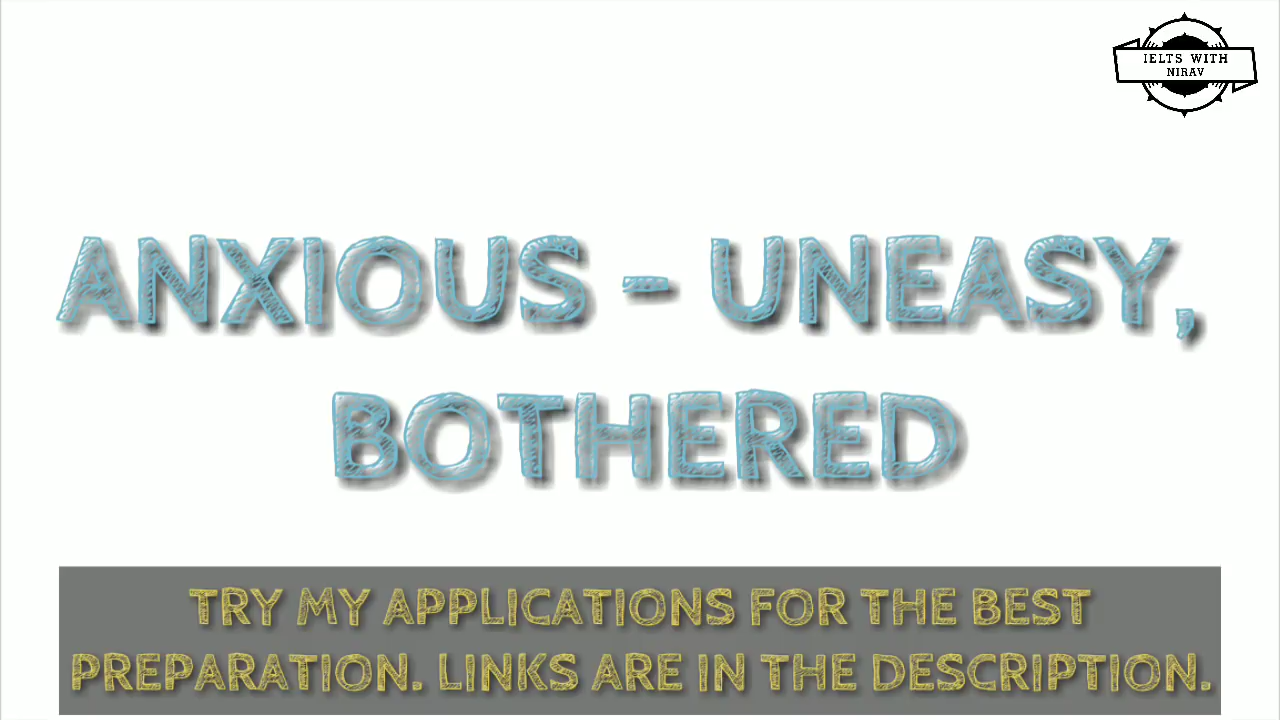 IELTS WITH
NIRAV
ANXIOUS - UNEASY,
BOTHERED
TRY MY APPLICATIONS FOR THE BEST
PREPARATION. LINKS ARE IN THE DESCRIPTION.